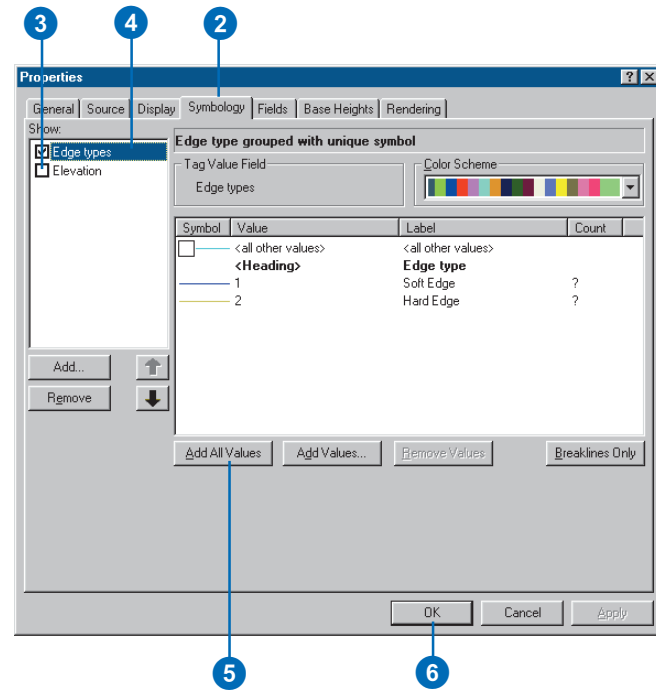 3 4 2
Properties
General Source Display Symbology Fields Base Heights Rendering
Show:
Edge types
Elevation
Edge type grouped with unique symbol
Tag Value Field
Edge types
Color Scheme
Symbol Value Label Count
<all other values> <all other values>
<Heading> Edge type
1 Soft Edge ?
2 Hard Edge ?
Add...
Remove
Add All Values Add Values... Remove Values Breaklines Only
OK Cancel Apply
5 6